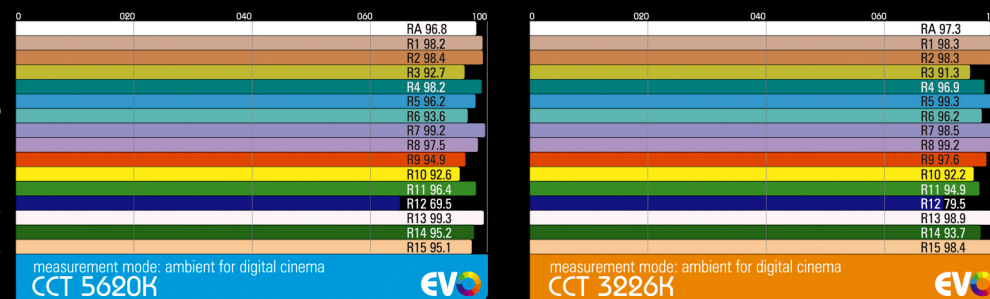 0 020 040 060 100
RA 96.8
R1 98.2
R2 98.4
R3 92.7
R4 98.2
R5 96.2
R6 93.6
R7 99.2
R8 97.5
R9 94.9
R10 92.6
R11 96.4
R12 69.5
R13 99.3
R14 95.2
R15 95.1
measurement mode: ambient for digital cinema
CCT 5620K
EVO
0 020 040 060
RA 97.3
R1 98.3
R2 98.3
R3 91.3
R4 96.9
R5 99.3
R6 96.2
R7 98.5
R8 99.2
R9 97.6
R10 92.2
R11 94.9
R12 79.5
R13 98.9
R14 93.7
R15 98.4
measurement mode: ambient for digital cinema
CCT 3226K
EVO